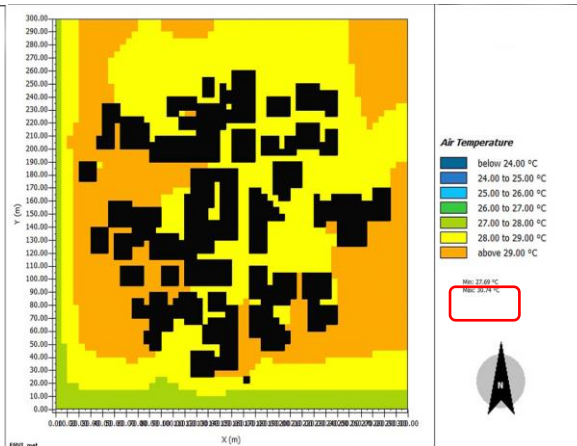 300.00
290.00
280.00
270.00
260.00
250.00
240.00
230.00
220.00
210.00
200.00
190.00
180.00
170.00
160.00
150.00
140.00
130.00
120.00
110.00
100.00
90.00
80.00
70.00
60.00
50.00
40.00
30.00
20.00
10.00
0.00
Y (m)
X (m)
Air Temperature
below 24.00 °C
24.00 to 25.00 °C
25.00 to 26.00 °C
26.00 to 27.00 °C
27.00 to 28.00 °C
28.00 to 29.00 °C
above 29.00 °C
Min: 27.69 °C
Max: 30.74 °C
N